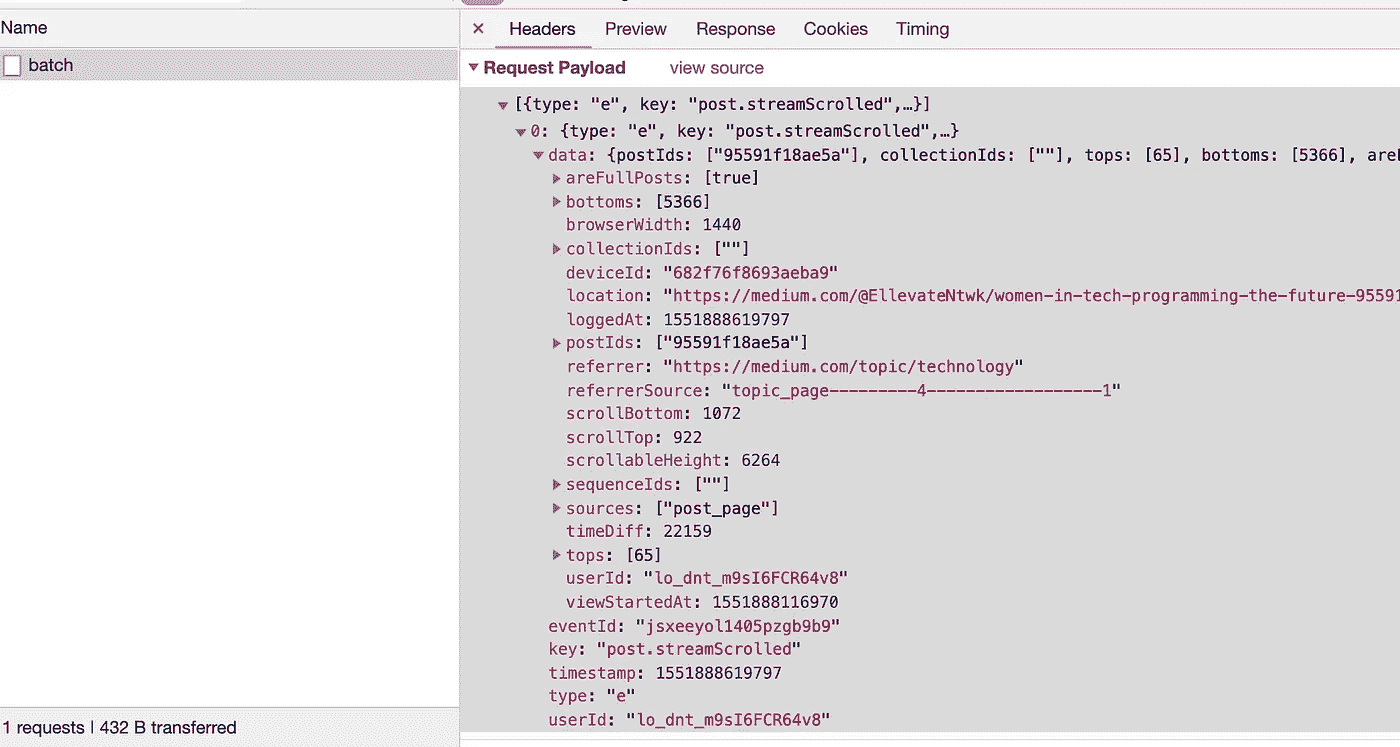 Name
batch
1 requests | 432 B transferred
× Headers Preview Response Cookies Timing
Request Payload view source
[{type: "e", key: "post.streamScrolled",…}]
0: {type: "e", key: "post.streamScrolled",…}
data: {postIds: ["95591f18ae5a"], collectionIds: [""], tops: [65], bottoms: [5366], areF
areFullPosts: [true]
bottoms: [5366]
browserWidth: 1440
collectionIds: [""]
deviceId: "682f76f8693aeba9"
location: "https://medium.com/@EllevateNtwk/women-in-tech-programming-the-future-95591
loggedAt: 1551888619797
postIds: ["95591f18ae5a"]
referrer: "https://medium.com/topic/technology"
referrerSource: "topic_page---------4------------------1"
scrollBottom: 1072
scrollTop: 922
scrollableHeight: 6264
sequenceIds: [""]
sources: ["post_page"]
timeDiff: 22159
tops: [65]
userId: "lo_dnt_m9sI6FCR64v8"
viewStartedAt: 1551888116970
eventId: "jsxeeyol1405pzgb9b9"
key: "post.streamScrolled"
timestamp: 1551888619797
type: "e"
userId: "lo_dnt_m9sI6FCR64v8"